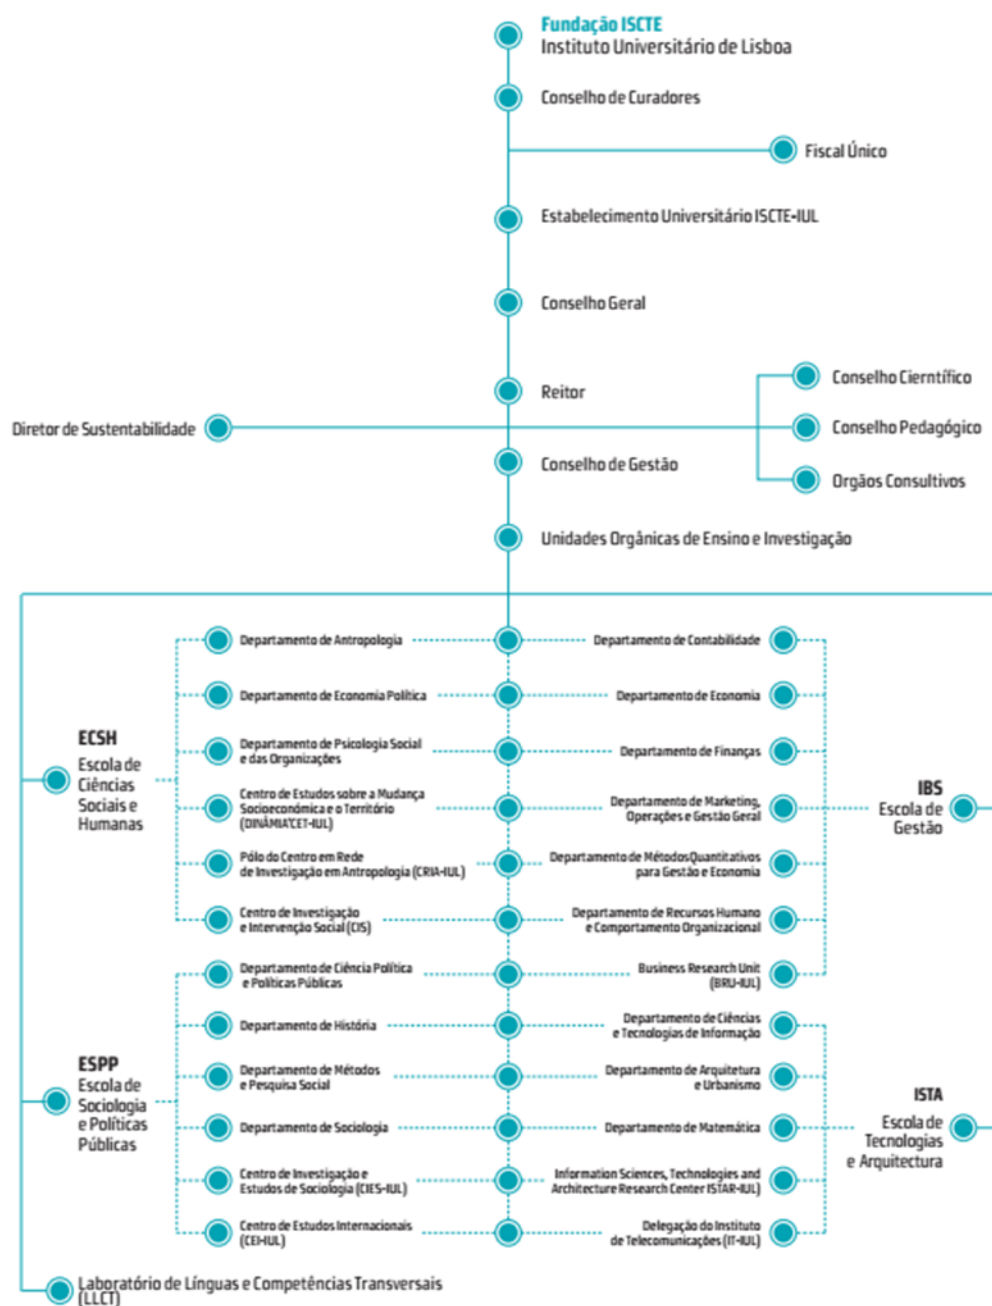 Fundação ISCTE
Instituto Universitário de Lisboa
Conselho de Curadores
Fiscal Único
Estabelecimento Universitário ISCTE-IUL
Conselho Geral
Reitor
Conselho Cierntífico
Diretor de Sustentabilidade
Conselho Pedagógico
Conselho de Gestão
Orgãos Consultivos
Unidades Orgânicas de Ensino e Investigação
ECSH
Escola de
Ciências
Sociais e
Humanas
Departamento de Antropologia
Departamento de Economia Política
Departamento de Psicologia Social
e das Organizações
Centro de Estudos sobre a Mudança
Socioeconómica e o Território
(DINÂMIA'CET-IUL)
Pólo do Centro em Rede
de Investigação em Antropologia (CRIA-IUL)
Centro de Investigação
e Intervenção Social (CIS)
Departamento de Contabilidade
Departamento de Economia
Departamento de Finanças
Departamento de Marketing,
Operações e Gestão Geral
Departamento de Métodos Quantitativos
para Gestão e Economia
Departamento de Recursos Humano
e Comportamento Organizacional
Business Research Unit
(BRU-IUL)
IBS
Escola de
Gestão
ESPP
Escola de
Sociologia
e Políticas
Públicas
Departamento de Ciência Política
e Políticas Públicas
Departamento de História
Departamento de Métodos
e Pesquisa Social
Departamento de Sociologia
Centro de Investigação e
Estudos de Sociologia (CIES-IUL)
Centro de Estudos Internacionais
(CEI-IUL)
Departamento de Ciências
e Tecnologias de Informação
Departamento de Arquitetura
e Urbanismo
Departamento de Matemática
Information Sciences, Technologies and
Architecture Research Center ISTAR-IUL)
Delegação do Instituto
de Telecomunicações (IT-IUL)
ISTA
Escola de
Tecnologias
e Arquitectura
Laboratório de Línguas e Competências Transversais
(LLCT)